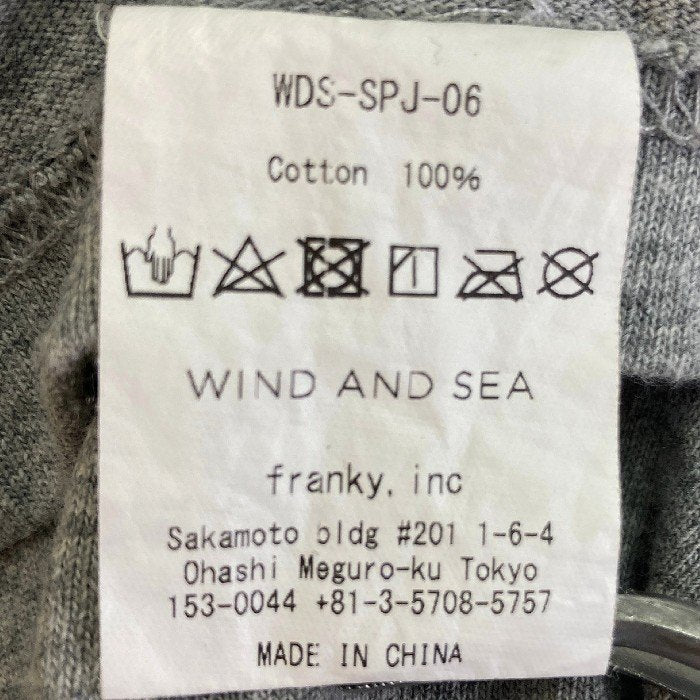 WDS-SPJ-06
Cotton 100%
WIND AND SEA
franky, inc
Sakamoto bldg #201 1-6-4
Ohashi Meguro-ku Tokyo
153-0044 +81-3-5708-5757
MADE IN CHINA